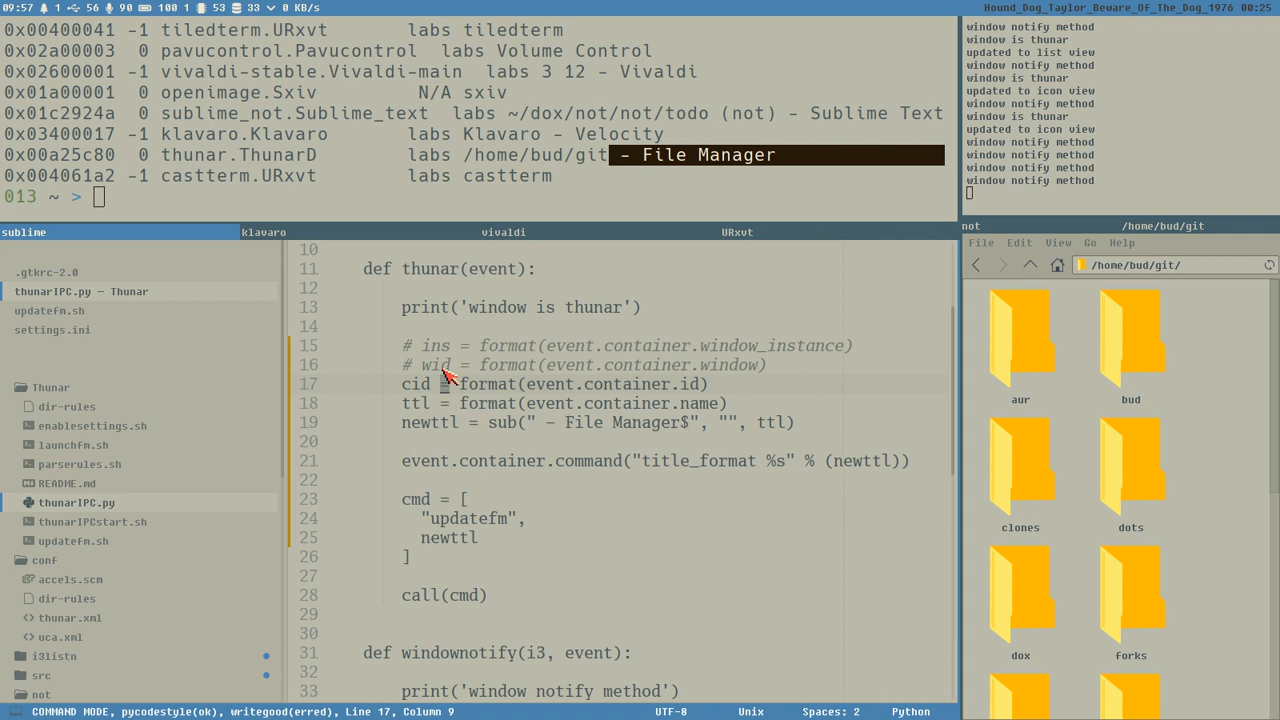 09:57 1 56 90 100 1 53 33 0 KB/s
Hound_Dog_Taylor_Beware_Of_The_Dog_1976 00:25
0x00400041 -1 tiledterm.URxvt labs tiledterm
0x02a00003 0 pavucontrol.Pavucontrol labs Volume Control
0x02600001 -1 vivaldi-stable.Vivaldi-main labs 3 12 - Vivaldi
0x01a00001 0 openimage.Sxiv N/A sxiv
0x01c2924a 0 sublime_not.Sublime_text labs ~/dox/not/not/todo (not) - Sublime Text
0x03400017 -1 klavaro.Klavaro labs Klavaro - Velocity
0x00a25c80 0 thunar.ThunarD labs /home/bud/git - File Manager
0x004061a2 -1 castterm.URxvt labs castterm
013 ~ >
window notify method
window is thunar
updated to list view
window notify method
window is thunar
updated to icon view
window notify method
window is thunar
updated to icon view
window notify method
window notify method
window notify method
window notify method
sublime klavaro vivaldi URxvt
.gtkrc-2.0
thunarIPC.py — Thunar
updatefm.sh
settings.ini
Thunar
dir-rules
enablesettings.sh
launchfm.sh
parserules.sh
README.md
thunarIPC.py
thunarIPCstart.sh
updatefm.sh
conf
accels.scm
dir-rules
thunar.xml
uca.xml
i3listn
src
not
10
11 def thunar(event):
12
13 print('window is thunar')
14
15 # ins = format(event.container.window_instance)
16 # wid = format(event.container.window)
17 cid = format(event.container.id)
18 ttl = format(event.container.name)
19 newttl = sub(" - File Manager$", "", ttl)
20
21 event.container.command("title_format %s" % (newttl))
22
23 cmd = [
24 "updatefm",
25 newttl
26 ]
27
28 call(cmd)
29
30
31 def windownotify(i3, event):
32
33 print('window notify method')
not /home/bud/git
File Edit View Go Help
/home/bud/git/
aur bud
clones dots
dox forks
COMMAND MODE, pycodestyle(ok), writegood(erred), Line 17, Column 9 UTF-8 Unix Spaces: 2 Python